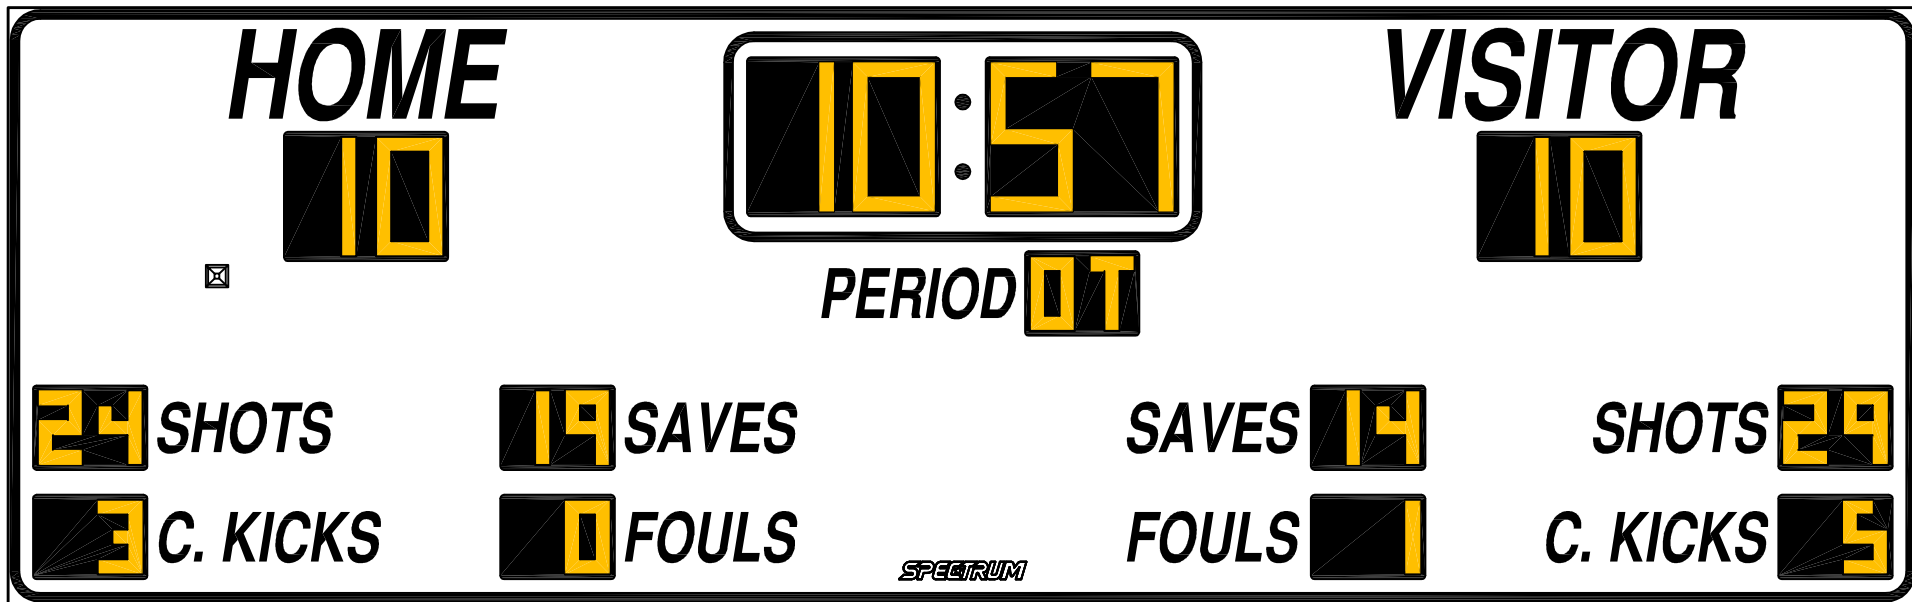 HOME 10:57 VISITOR
10 10
PERIOD OT
24 SHOTS 19 SAVES SAVES 14 SHOTS 29
3 C. KICKS 0 FOULS FOULS 1 C. KICKS 5
SPECTRUM